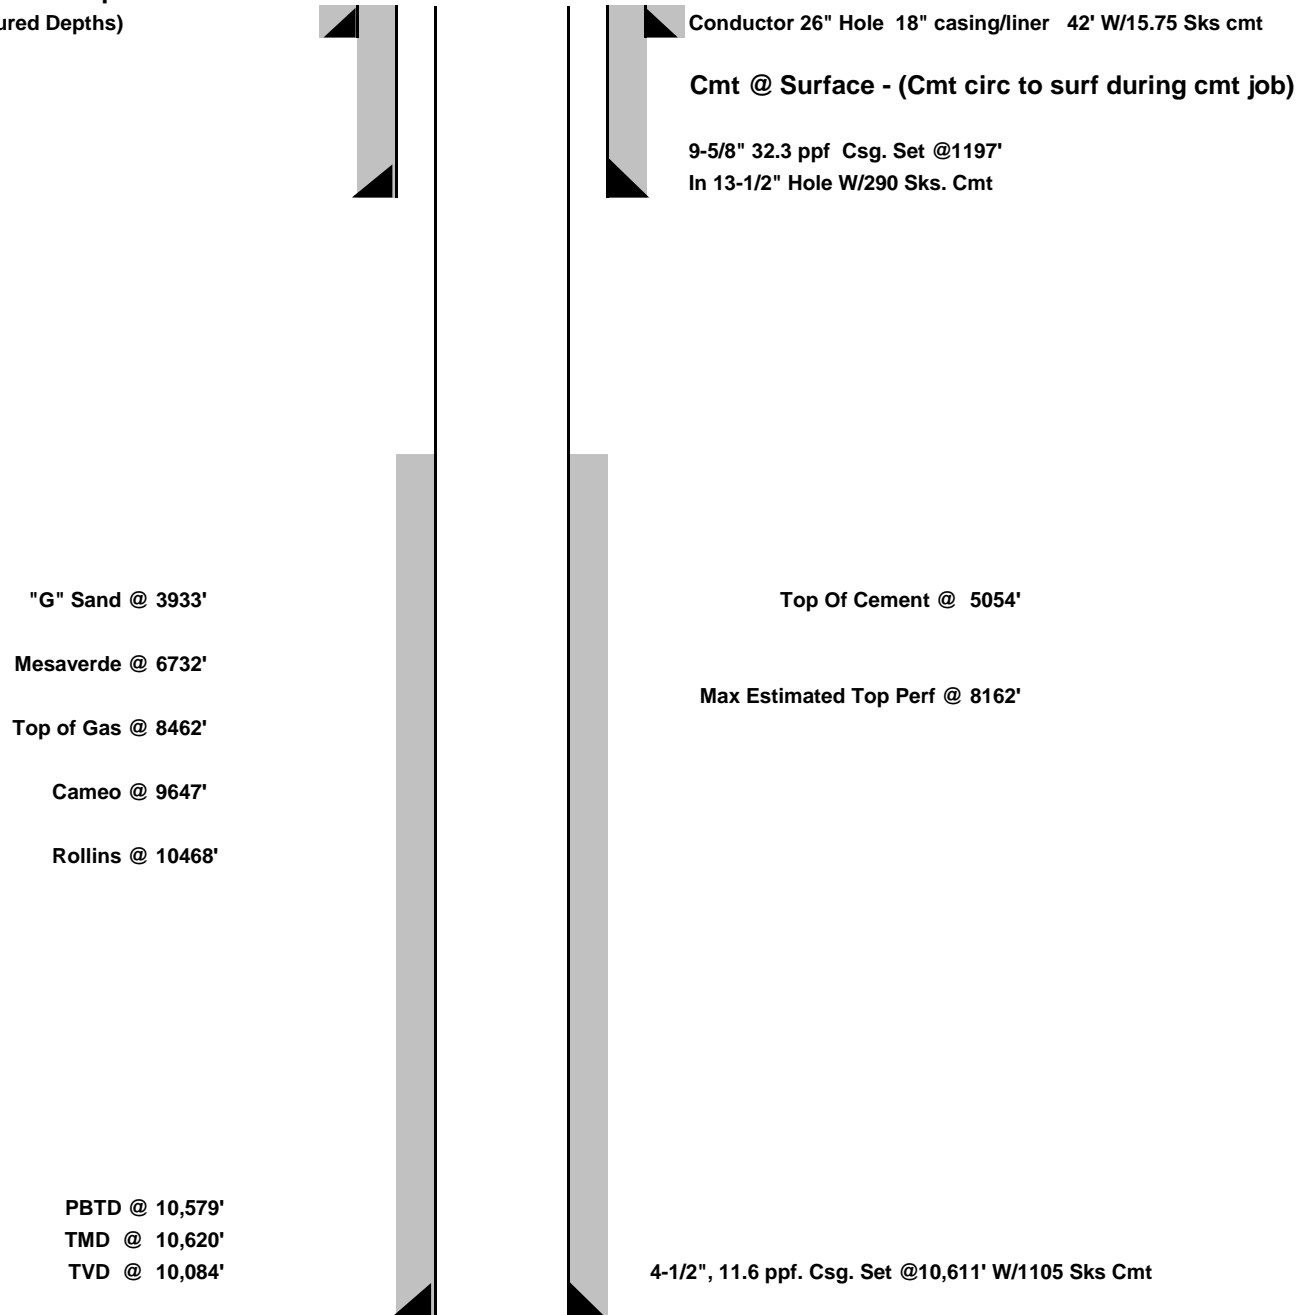 ured Depths)
Conductor 26" Hole 18" casing/liner 42' W/15.75 Sks cmt
Cmt @ Surface - (Cmt circ to surf during cmt job)
9-5/8" 32.3 ppf Csg. Set @1197'
In 13-1/2" Hole W/290 Sks. Cmt
"G" Sand @ 3933'
Top Of Cement @ 5054'
Mesaverde @ 6732'
Max Estimated Top Perf @ 8162'
Top of Gas @ 8462'
Cameo @ 9647'
Rollins @ 10468'
PBTD @ 10,579'
TMD @ 10,620'
TVD @ 10,084'
4-1/2", 11.6 ppf. Csg. Set @10,611' W/1105 Sks Cmt